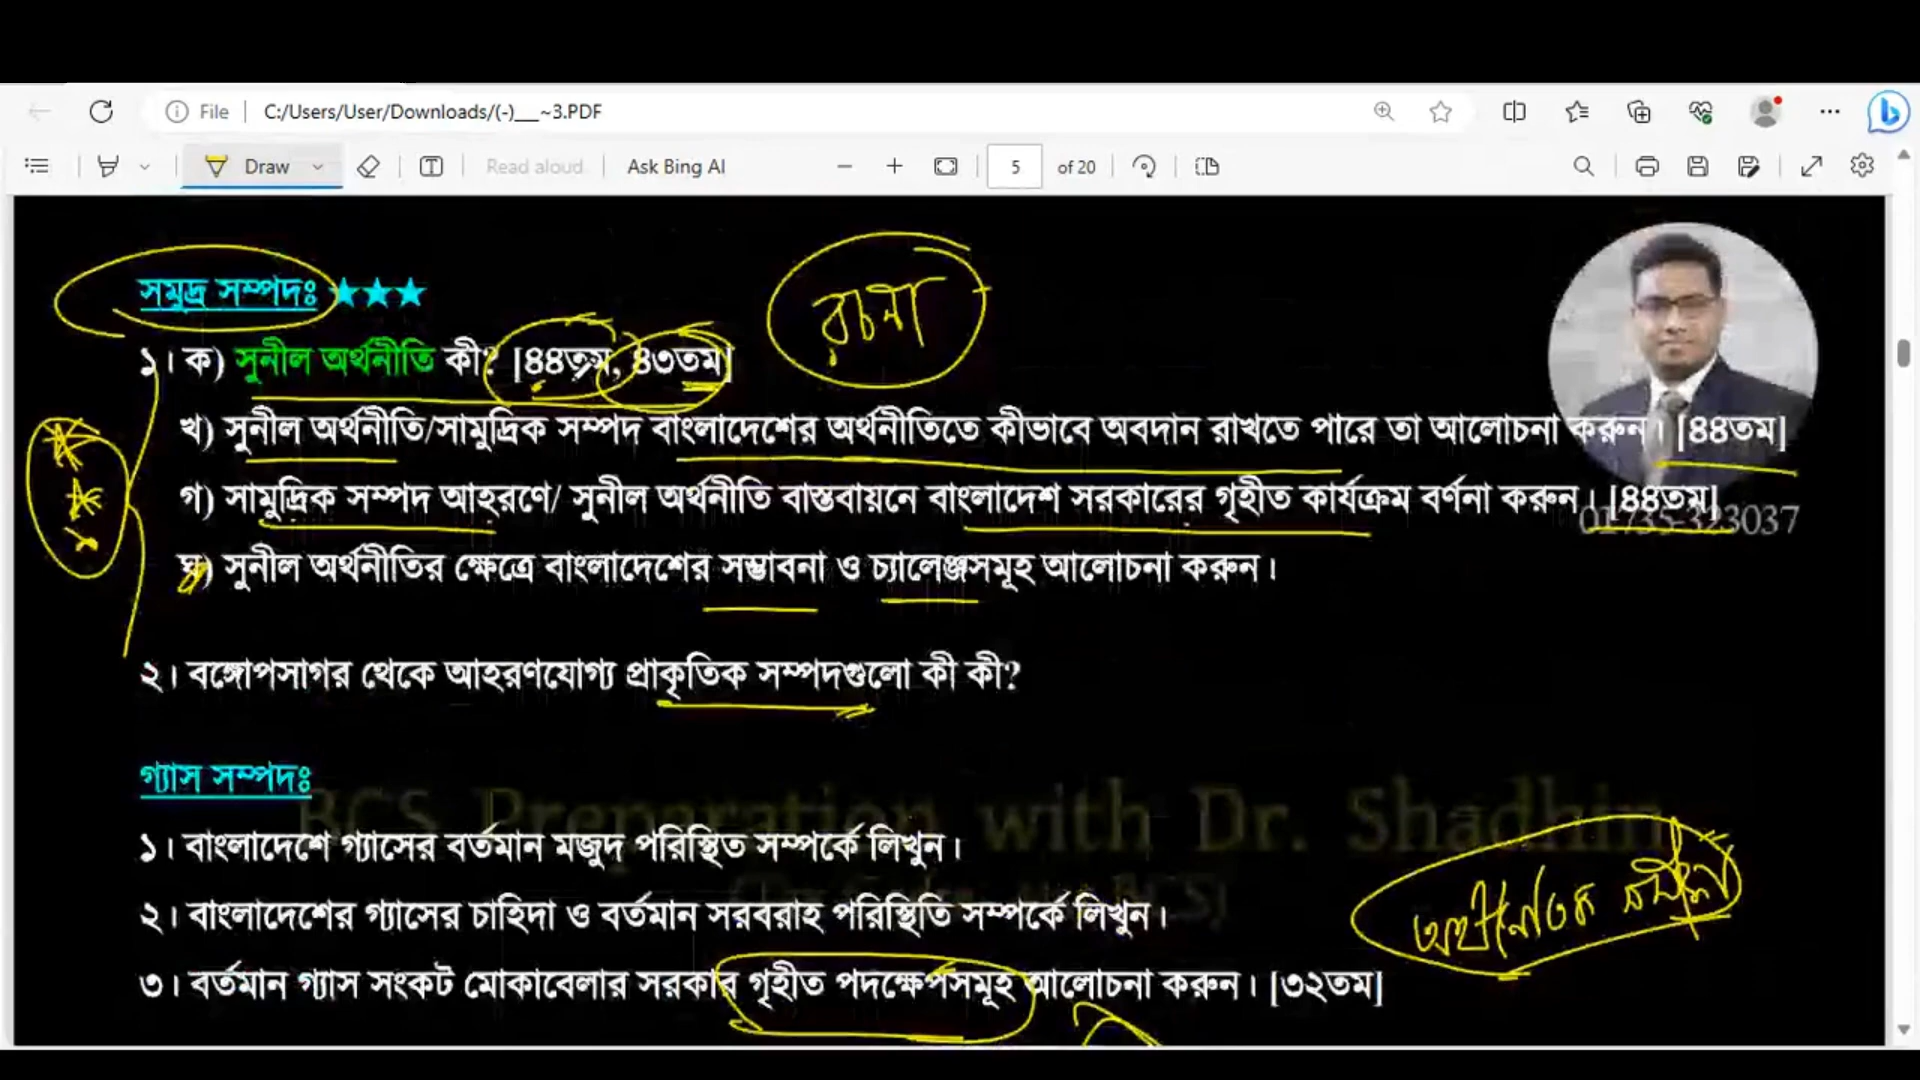 File C:/Users/User/Downloads/(-)___~3.PDF
Draw Read aloud Ask Bing AI 5 of 20
সমুদ্র সম্পদঃ ★★★
রচনা
১। ক) সুনীল অর্থনীতি কী? [৪৪তম, ৪৩তম]
খ) সুনীল অর্থনীতি/সামুদ্রিক সম্পদ বাংলাদেশের অর্থনীতিতে কীভাবে অবদান রাখতে পারে তা আলোচনা করুন। [৪৪তম]
গ) সামুদ্রিক সম্পদ আহরণে/ সুনীল অর্থনীতি বাস্তবায়নে বাংলাদেশ সরকারের গৃহীত কার্যক্রম বর্ণনা করুন। [৪৪তম]
01735-323037
ঘ) সুনীল অর্থনীতির ক্ষেত্রে বাংলাদেশের সম্ভাবনা ও চ্যালেঞ্জসমূহ আলোচনা করুন।
২। বঙ্গোপসাগর থেকে আহরণযোগ্য প্রাকৃতিক সম্পদগুলো কী কী?
গ্যাস সম্পদঃ
BCS Preparation with Dr. Shadhin
১। বাংলাদেশে গ্যাসের বর্তমান মজুদ পরিস্থিত সম্পর্কে লিখুন।
২। বাংলাদেশের গ্যাসের চাহিদা ও বর্তমান সরবরাহ পরিস্থিতি সম্পর্কে লিখুন।
অর্থনৈতিক সমীক্ষা
৩। বর্তমান গ্যাস সংকট মোকাবেলার সরকার গৃহীত পদক্ষেপসমূহ আলোচনা করুন। [৩২তম]